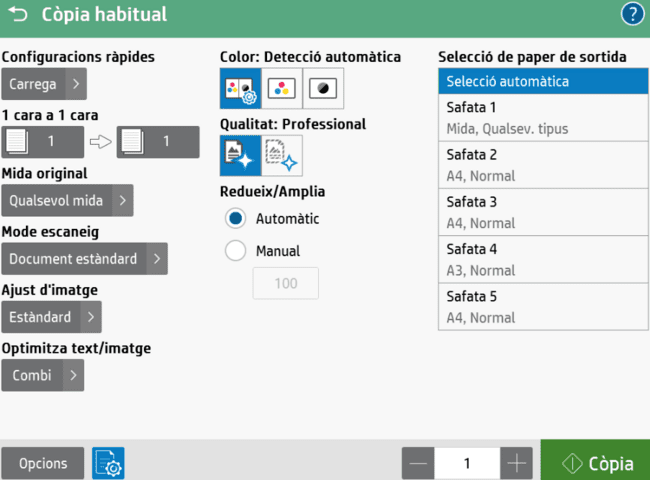 Còpia habitual
?
Configuracions ràpides
Carrega
1 cara a 1 cara
1
1
Mida original
Qualsevol mida
Mode escaneig
Document estàndard
Ajust d'imatge
Estàndard
Optimitza text/imatge
Combi
Color: Detecció automàtica
Qualitat: Professional
Redueix/Amplia
Automàtic
Manual
100
Selecció de paper de sortida
Selecció automàtica
Safata 1
Mida, Qualsev. tipus
Safata 2
A4, Normal
Safata 3
A4, Normal
Safata 4
A3, Normal
Safata 5
A4, Normal
Opcions
1
Còpia